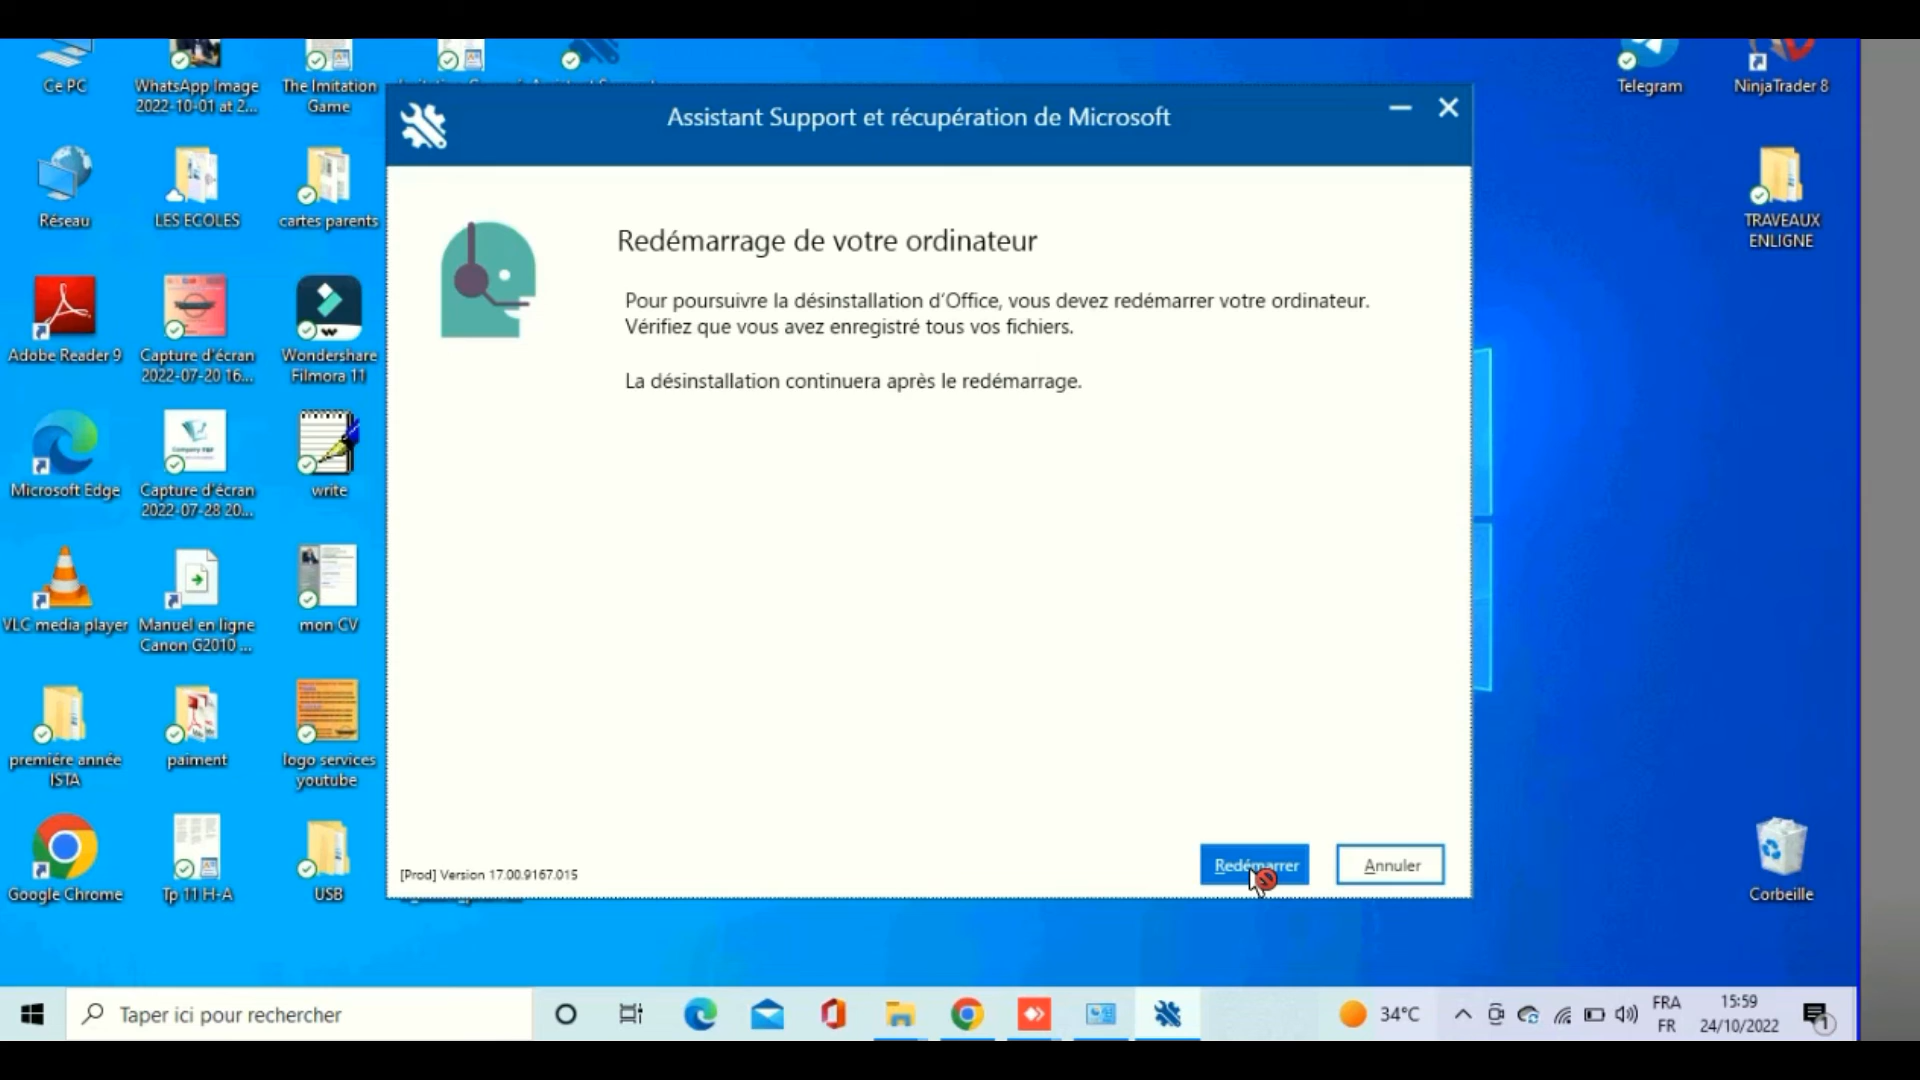 Ce PC
WhatsApp Image
2022-10-01 at 2...
The Imitation
Game
Telegram
NinjaTrader 8
Assistant Support et récupération de Microsoft
Réseau
LES ECOLES
cartes parents
TRAVEAUX
ENLIGNE
Redémarrage de votre ordinateur
Pour poursuivre la désinstallation d'Office, vous devez redémarrer votre ordinateur.
Vérifiez que vous avez enregistré tous vos fichiers.
La désinstallation continuera après le redémarrage.
Adobe Reader 9
Capture d'écran
2022-07-20 16...
Wondershare
Filmora 11
Microsoft Edge
Capture d'écran
2022-07-28 20...
write
VLC media player
Manuel en ligne
Canon G2010 ...
mon CV
premiére année
ISTA
paiment
logo services
youtube
Google Chrome
Tp 11 H-A
USB
[Prod] Version 17.00.9167.015
Redémarrer
Annuler
Corbeille
Taper ici pour rechercher
34°C
FRA
FR
15:59
24/10/2022
1